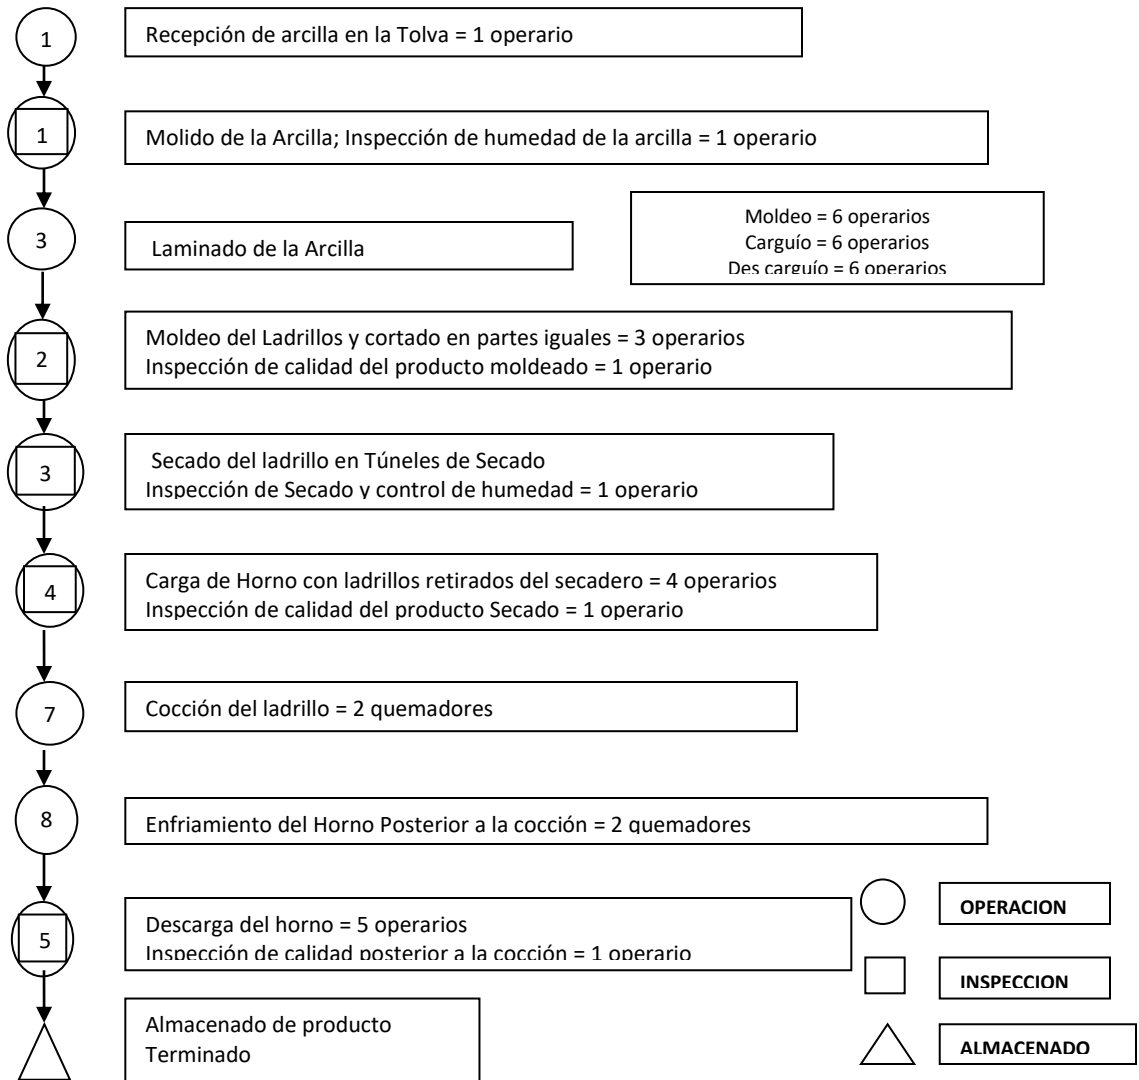 1
Recepción de arcilla en la Tolva = 1 operario
1
Molido de la Arcilla; Inspección de humedad de la arcilla = 1 operario
3
Laminado de la Arcilla
Moldeo = 6 operarios
Carguío = 6 operarios
Des carguío = 6 operarios
2
Moldeo del Ladrillos y cortado en partes iguales = 3 operarios
Inspección de calidad del producto moldeado = 1 operario
3
Secado del ladrillo en Túneles de Secado
Inspección de Secado y control de humedad = 1 operario
4
Carga de Horno con ladrillos retirados del secadero = 4 operarios
Inspección de calidad del producto Secado = 1 operario
7
Cocción del ladrillo = 2 quemadores
8
Enfriamiento del Horno Posterior a la cocción = 2 quemadores
5
Descarga del horno = 5 operarios
Inspección de calidad posterior a la cocción = 1 operario
OPERACION
INSPECCION
Almacenado de producto
Terminado
ALMACENADO